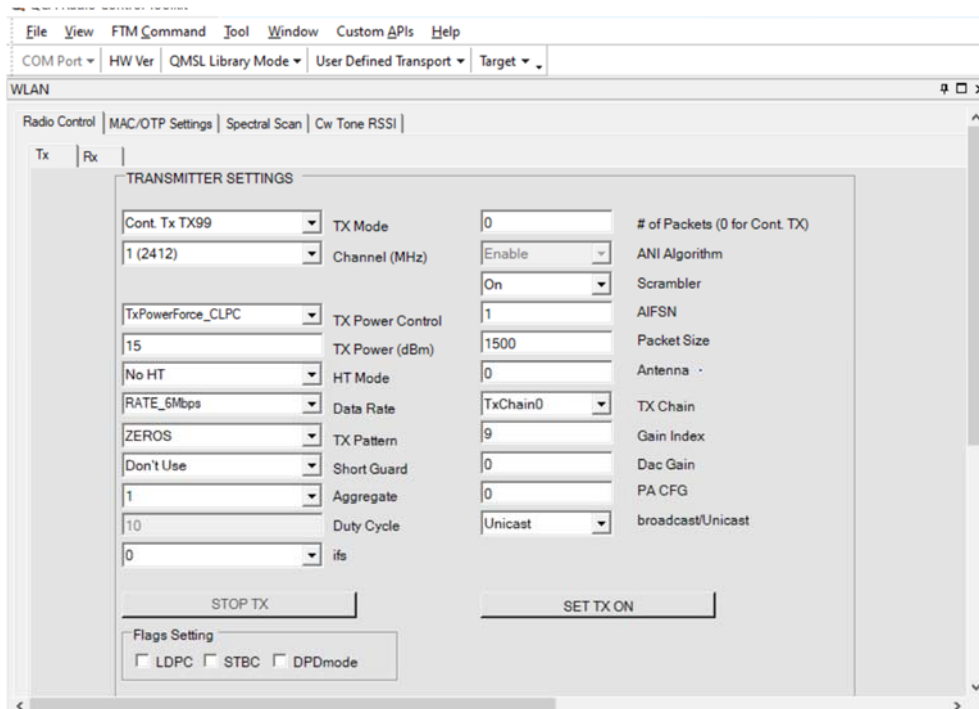 File View FTM Command Tool Window Custom APIs Help
COM Port HW Ver QMSL Library Mode User Defined Transport Target
WLAN
Radio Control MAC/OTP Settings Spectral Scan Cw Tone RSSI
Tx Rx
TRANSMITTER SETTINGS
Cont. Tx TX99 TX Mode 0 # of Packets (0 for Cont. TX)
1 (2412) Channel (MHz) Enable ANI Algorithm
On Scrambler
TxPowerForce_CLPC TX Power Control 1 AIFSN
15 TX Power (dBm) 1500 Packet Size
No HT HT Mode 0 Antenna
RATE_6Mbps Data Rate TxChain0 TX Chain
ZEROS TX Pattern 9 Gain Index
Don't Use Short Guard 0 Dac Gain
1 Aggregate 0 PA CFG
10 Duty Cycle Unicast broadcast/Unicast
0 ifs
STOP TX SET TX ON
Flags Setting
LDPC STBC DPDmode